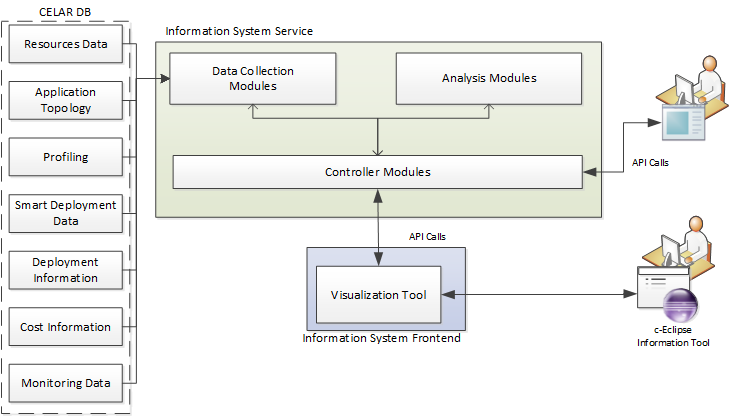 CELAR DB
Resources Data
Application
Topology
Profiling
Smart Deployment
Data
Deployment
Information
Cost Information
Monitoring Data
Information System Service
Data Collection
Modules
Analysis Modules
Controller Modules
API Calls
API Calls
Visualization Tool
Information System Frontend
c-Eclipse
Information Tool